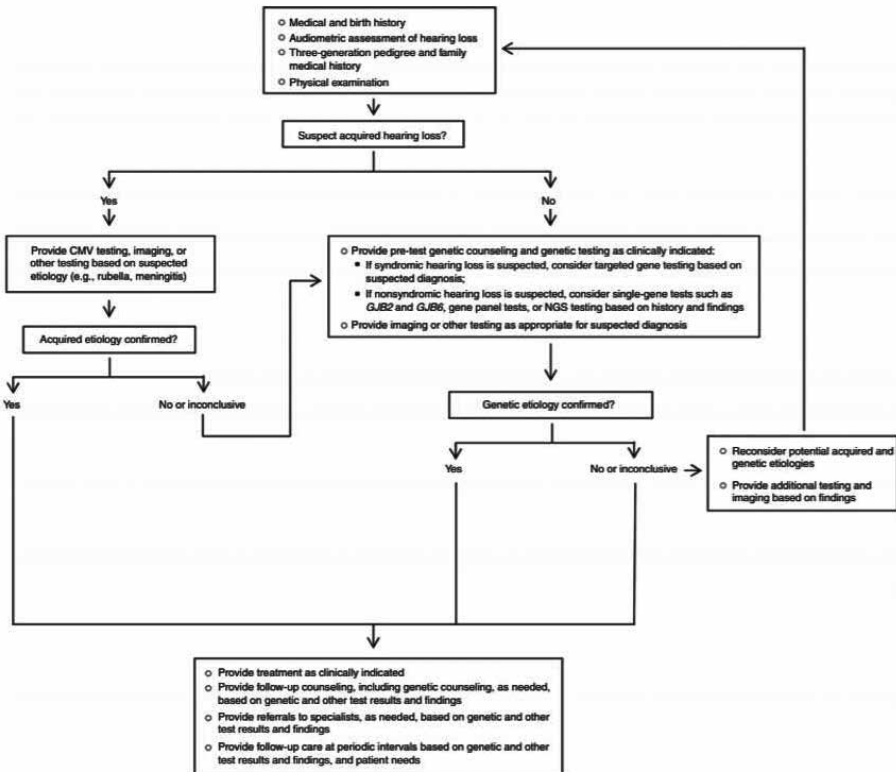 ○ Medical and birth history
○ Audiometric assessment of hearing loss
○ Three-generation pedigree and family
medical history
○ Physical examination
Suspect acquired hearing loss?
Yes
No
Provide CMV testing, imaging, or
other testing based on suspected
etiology (e.g., rubella, meningitis)
○ Provide pre-test genetic counseling and genetic testing as clinically indicated:
▪ If syndromic hearing loss is suspected, consider targeted gene testing based on
suspected diagnosis;
▪ If nonsyndromic hearing loss is suspected, consider single-gene tests such as
GJB2 and GJB6, gene panel tests, or NGS testing based on history and findings
○ Provide imaging or other testing as appropriate for suspected diagnosis
Acquired etiology confirmed?
Yes
No or inconclusive
Genetic etiology confirmed?
Yes
No or inconclusive
○ Reconsider potential acquired and
genetic etiologies
○ Provide additional testing and
imaging based on findings
○ Provide treatment as clinically indicated
○ Provide follow-up counseling, including genetic counseling, as needed,
based on genetic and other test results and findings
○ Provide referrals to specialists, as needed, based on genetic and other
test results and findings
○ Provide follow-up care at periodic intervals based on genetic and other
test results and findings, and patient needs